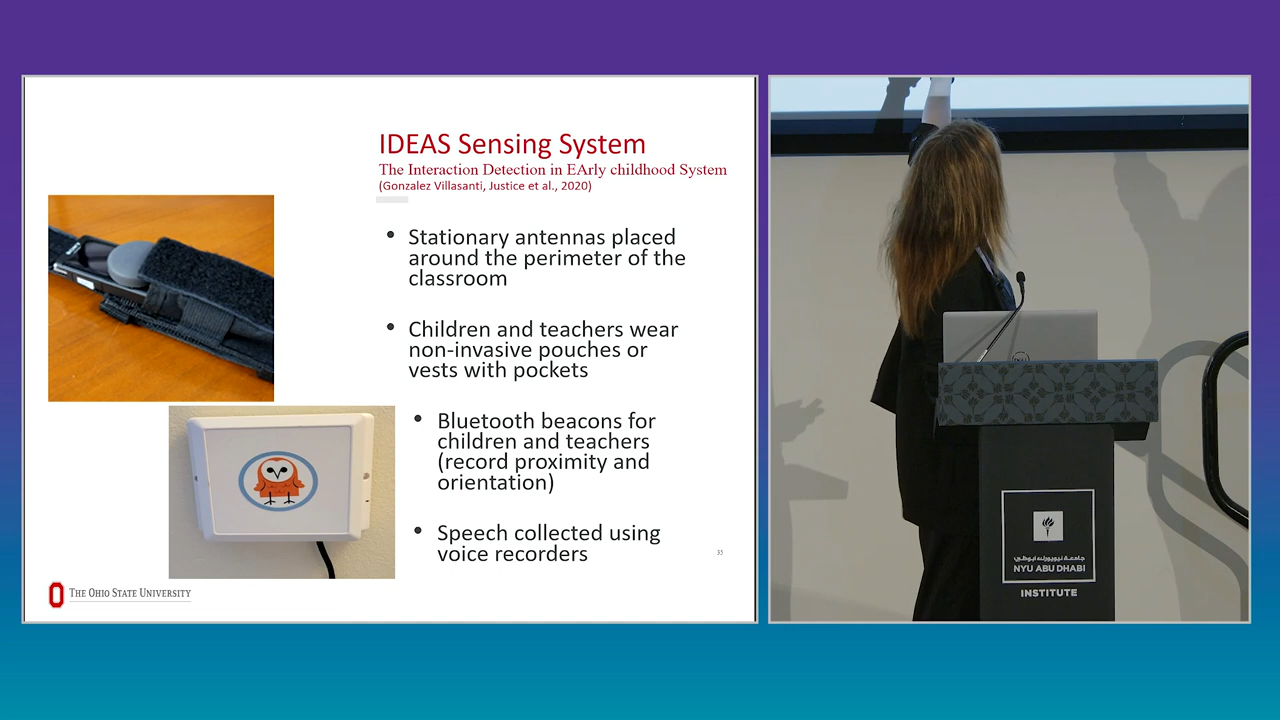 IDEAS Sensing System
The Interaction Detection in EArly childhood System
(Gonzalez Villasanti, Justice et al., 2020)
• Stationary antennas placed
around the perimeter of the
classroom
• Children and teachers wear
non-invasive pouches or
vests with pockets
• Bluetooth beacons for
children and teachers
(record proximity and
orientation)
• Speech collected using
voice recorders
35
THE OHIO STATE UNIVERSITY
DELL
جامعة نيويورك أبوظبي
NYU ABU DHABI
INSTITUTE